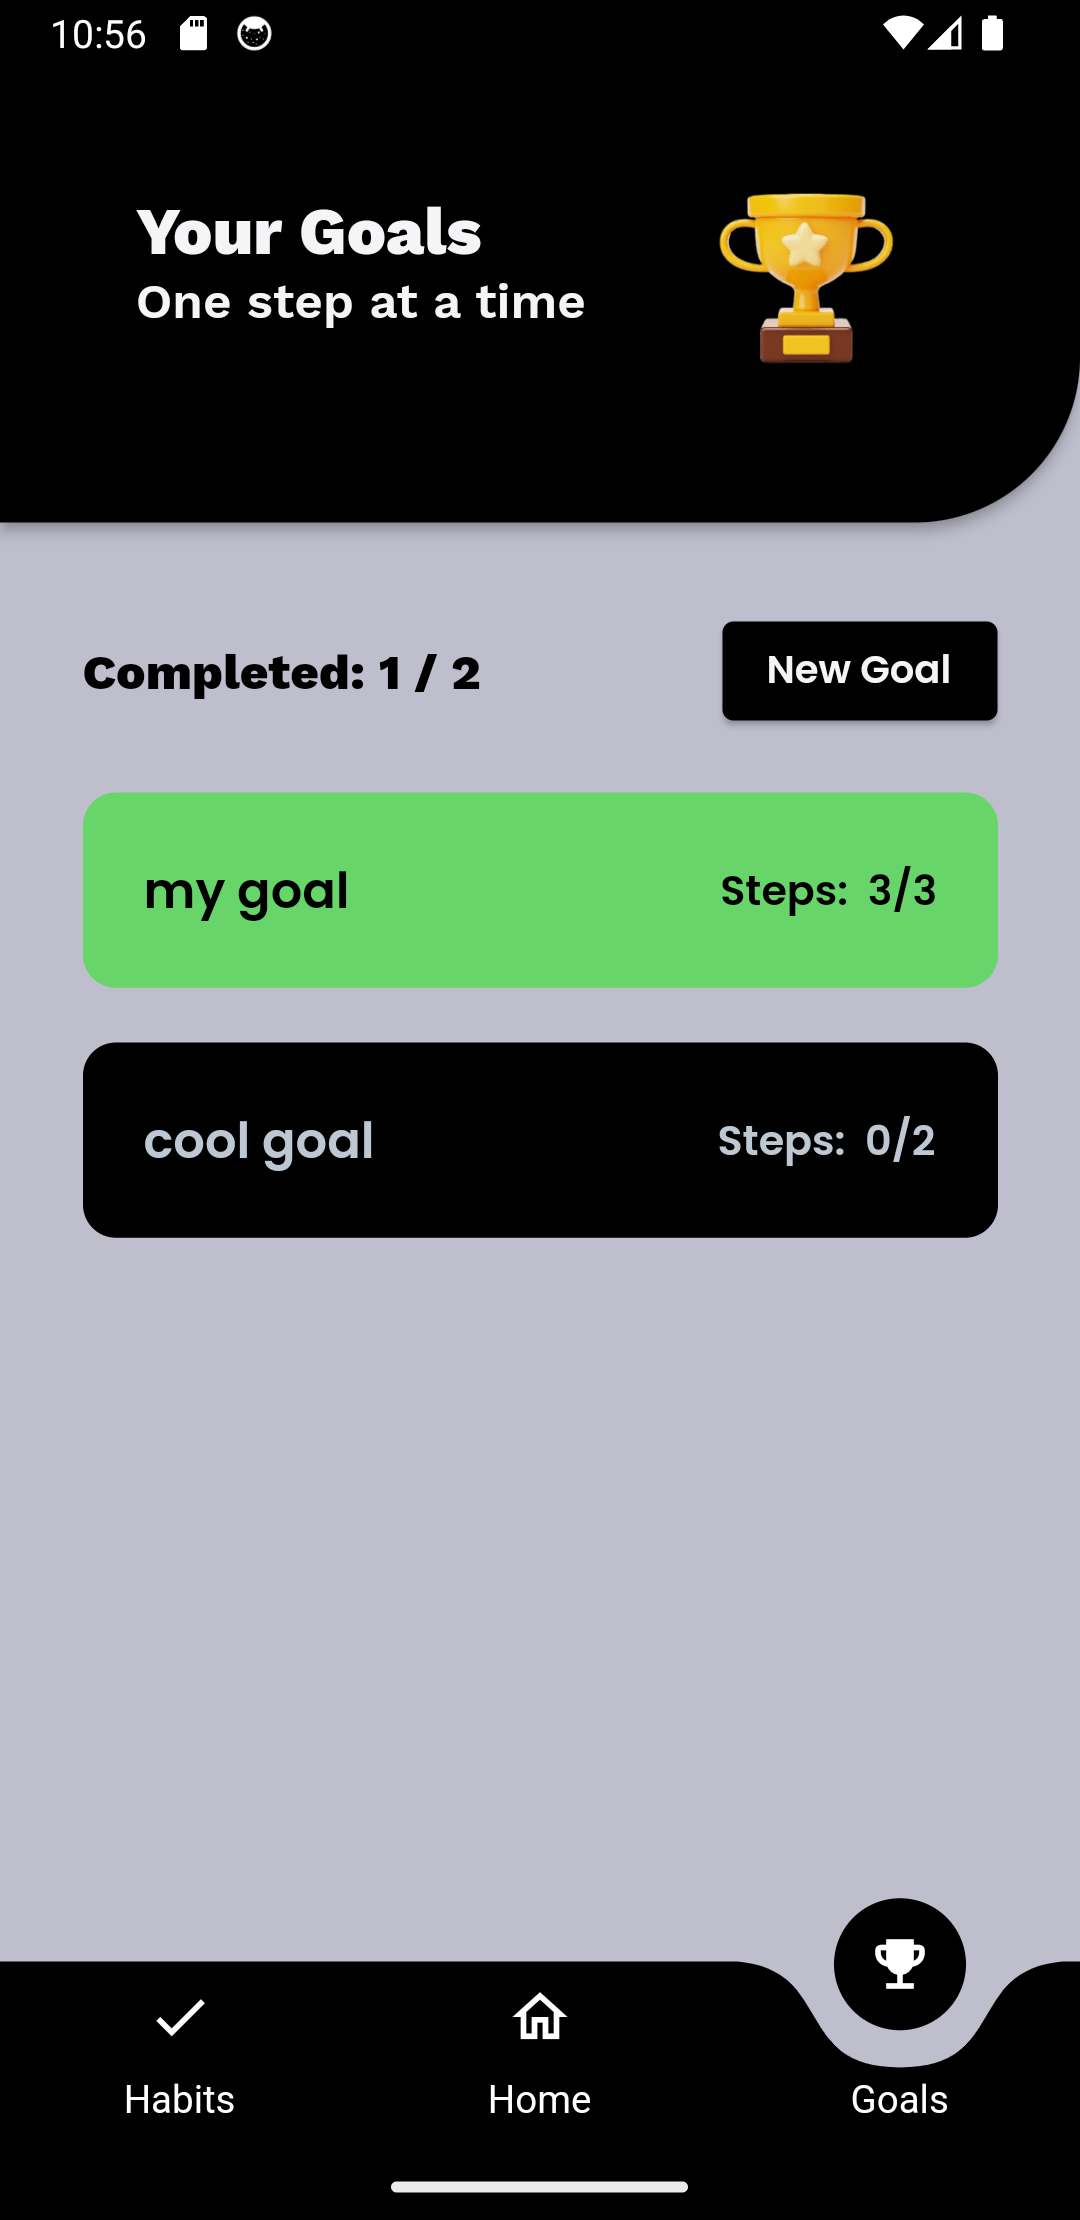 10:56
Your Goals
One step at a time
Completed: 1 / 2
New Goal
my goal
Steps: 3/3
cool goal
Steps: 0/2
Habits
Home
Goals